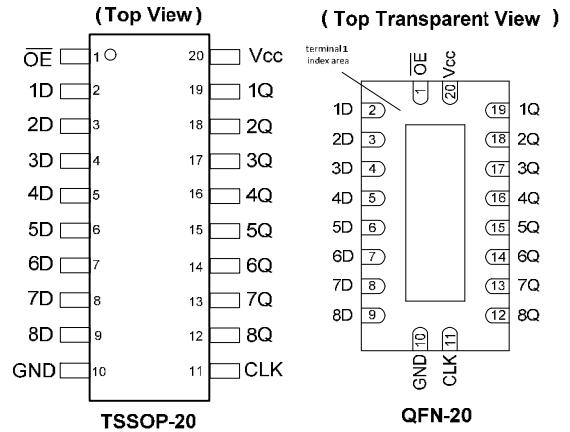 (Top View)
OE 1 20 Vcc
1D 2 19 1Q
2D 3 18 2Q
3D 4 17 3Q
4D 5 16 4Q
5D 6 15 5Q
6D 7 14 6Q
7D 8 13 7Q
8D 9 12 8Q
GND 10 11 CLK
TSSOP-20
(Top Transparent View)
terminal 1
index area
OE Vcc
1 20
1D 2 19 1Q
2D 3 18 2Q
3D 4 17 3Q
4D 5 16 4Q
5D 6 15 5Q
6D 7 14 6Q
7D 8 13 7Q
8D 9 12 8Q
10 11
GND CLK
QFN-20